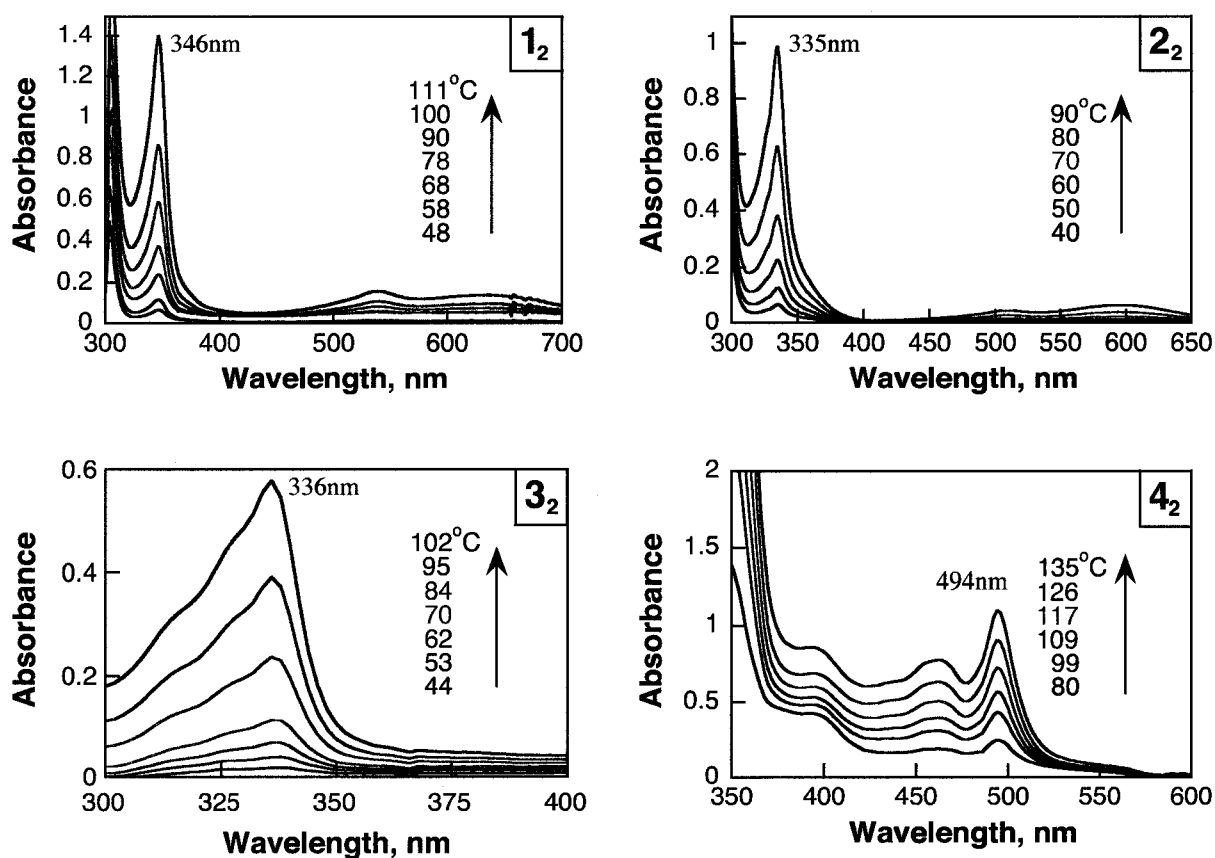 1₂
346nm
111°C
100
90
78
68
58
48
1.4
1.2
1
0.8
0.6
0.4
0.2
0
300 400 500 600 700
Absorbance
Wavelength, nm
2₂
335nm
90°C
80
70
60
50
40
1
0.8
0.6
0.4
0.2
0
300 350 400 450 500 550 600 650
Absorbance
Wavelength, nm
3₂
336nm
102°C
95
84
70
62
53
44
0.6
0.4
0.2
0
300 325 350 375 400
Absorbance
Wavelength, nm
4₂
494nm
135°C
126
117
109
99
80
2
1.5
1
0.5
0
350 400 450 500 550 600
Absorbance
Wavelength, nm